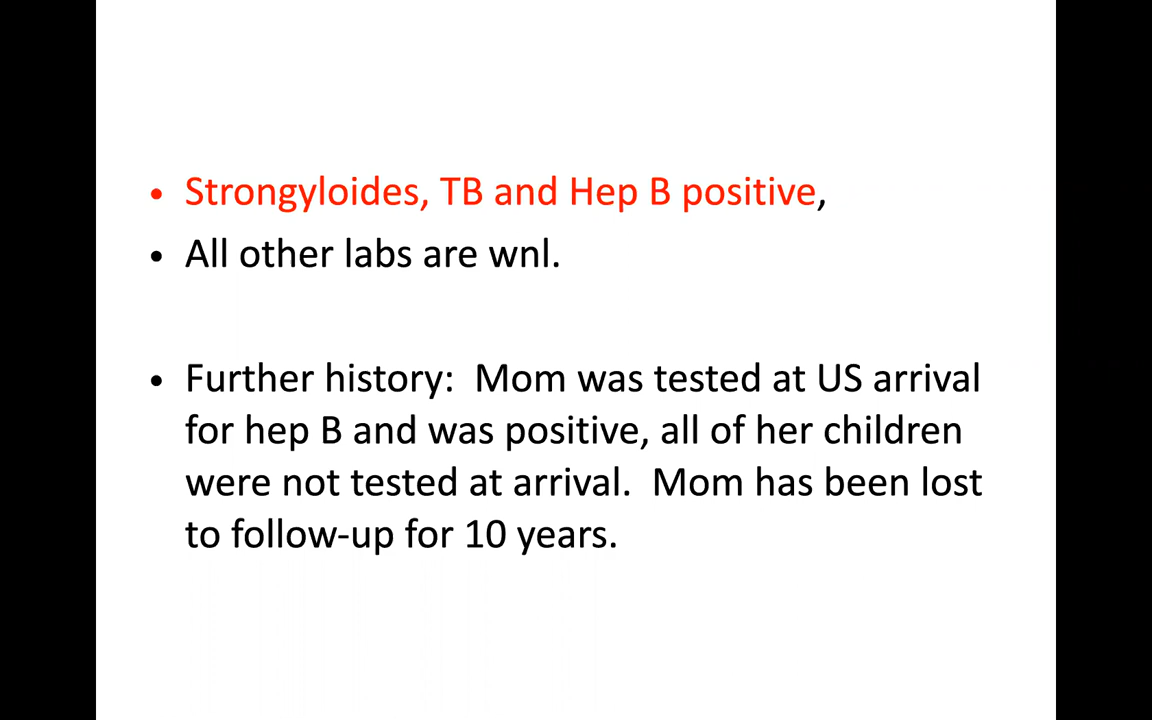 • Strongyloides, TB and Hep B positive,
• All other labs are wnl.
• Further history:  Mom was tested at US arrival
for hep B and was positive, all of her children
were not tested at arrival.  Mom has been lost
to follow-up for 10 years.